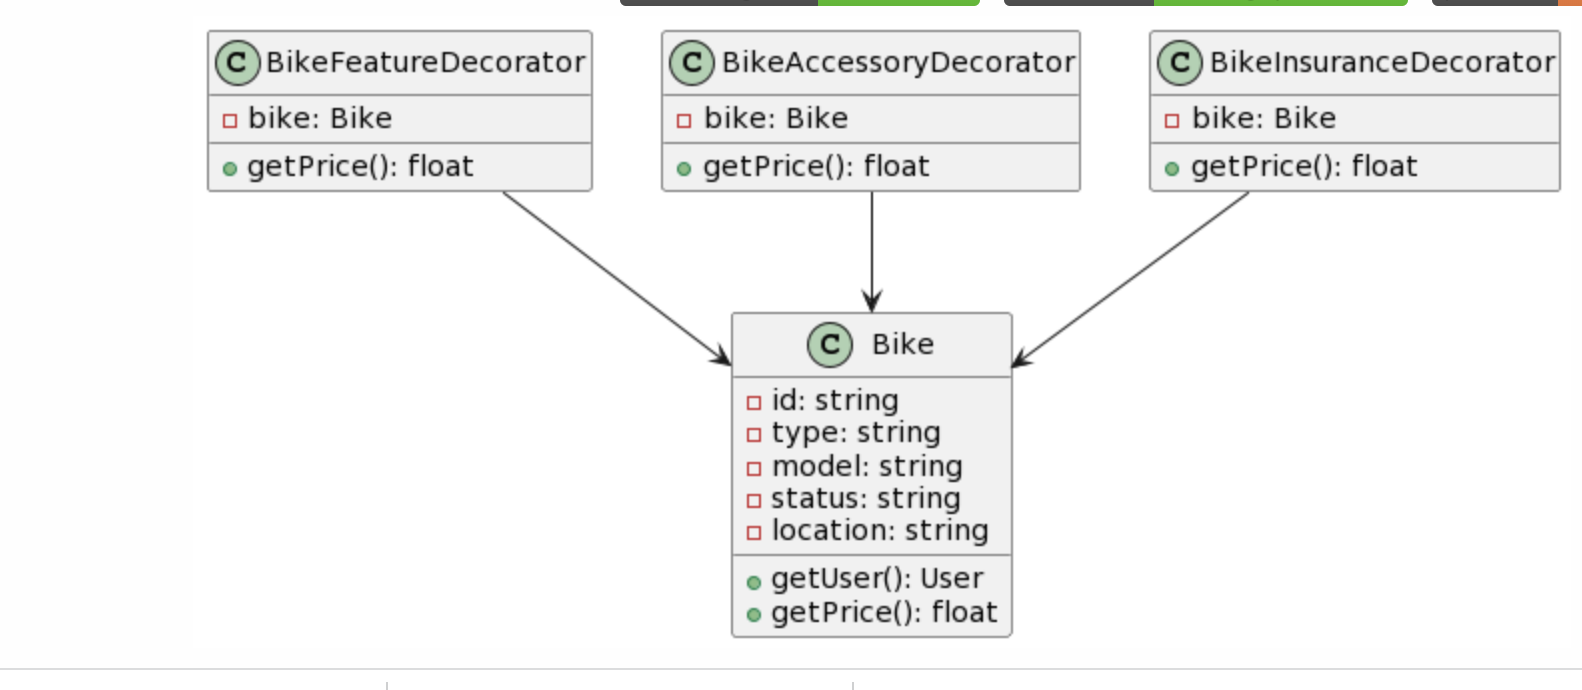 C BikeFeatureDecorator
bike: Bike
getPrice(): float
C BikeAccessoryDecorator
bike: Bike
getPrice(): float
C BikeInsuranceDecorator
bike: Bike
getPrice(): float
C Bike
id: string
type: string
model: string
status: string
location: string
getUser(): User
getPrice(): float